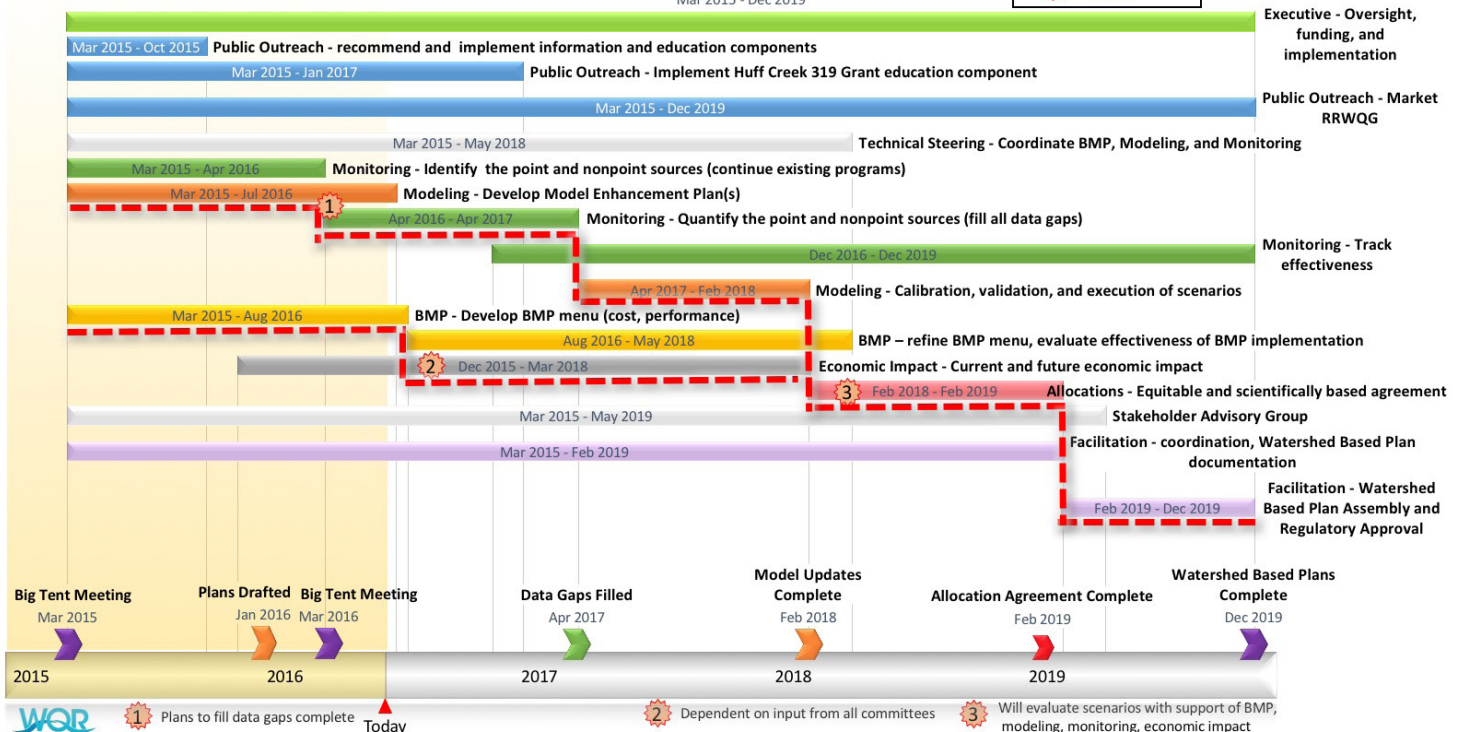 Mar 2015 - Dec 2019
Executive - Oversight,
funding, and
implementation
Mar 2015 - Oct 2015 Public Outreach - recommend and implement information and education components
Mar 2015 - Jan 2017 Public Outreach - Implement Huff Creek 319 Grant education component
Mar 2015 - Dec 2019 Public Outreach - Market
RRWQG
Mar 2015 - May 2018 Technical Steering - Coordinate BMP, Modeling, and Monitoring
Mar 2015 - Apr 2016 Monitoring - Identify the point and nonpoint sources (continue existing programs)
Mar 2015 - Jul 2016 Modeling - Develop Model Enhancement Plan(s)
1
Apr 2016 - Apr 2017 Monitoring - Quantify the point and nonpoint sources (fill all data gaps)
Dec 2016 - Dec 2019 Monitoring - Track
effectiveness
Apr 2017 - Feb 2018 Modeling - Calibration, validation, and execution of scenarios
Mar 2015 - Aug 2016 BMP - Develop BMP menu (cost, performance)
Aug 2016 - May 2018 BMP – refine BMP menu, evaluate effectiveness of BMP implementation
2 Dec 2015 - Mar 2018 Economic Impact - Current and future economic impact
3 Feb 2018 - Feb 2019 Allocations - Equitable and scientifically based agreement
Mar 2015 - May 2019 Stakeholder Advisory Group
Mar 2015 - Feb 2019 Facilitation - coordination, Watershed Based Plan
documentation
Feb 2019 - Dec 2019 Facilitation - Watershed
Based Plan Assembly and
Regulatory Approval
Big Tent Meeting
Mar 2015
Plans Drafted
Jan 2016
Big Tent Meeting
Mar 2016
Data Gaps Filled
Apr 2017
Model Updates
Complete
Feb 2018
Allocation Agreement Complete
Feb 2019
Watershed Based Plans
Complete
Dec 2019
2015 2016 2017 2018 2019
WQR
1 Plans to fill data gaps complete
Today
2 Dependent on input from all committees
3 Will evaluate scenarios with support of BMP,
modeling, monitoring, economic impact